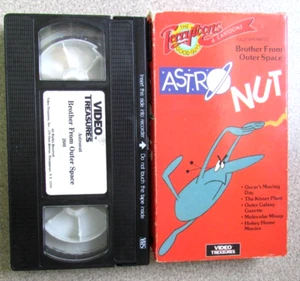 VIDEO
TREASURES
Astronut
Brother From Outer Space
Insert this side into recorder
Do not touch the tape inside
VHS
The
Terrytoons
Brother From
Outer Space
ASTRO
NUT
• Oscar's Moving
Day
• The Kisser Plant
• Outer Galaxy
Gazette
• Molecular Mixup
• Hokey Home
Movies
VIDEO
TREASURES